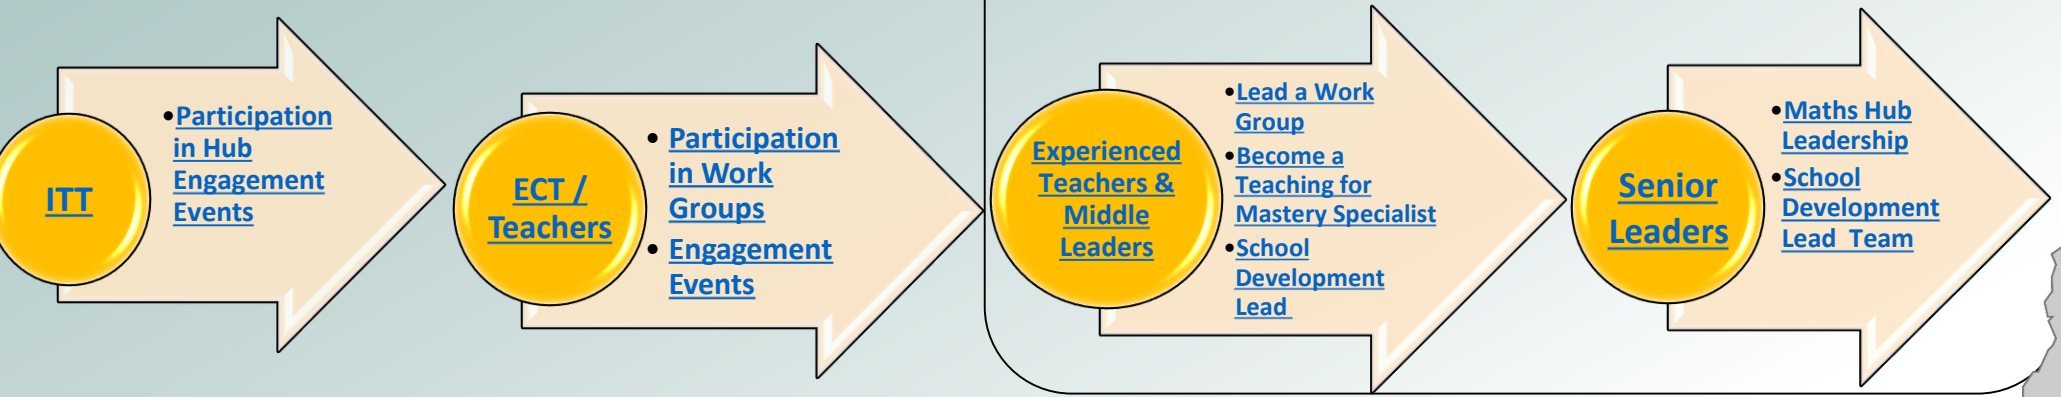 ITT
•Participation
in Hub
Engagement
Events
ECT /
Teachers
• Participation
in Work
Groups
• Engagement
Events
Experienced
Teachers &
Middle
Leaders
•Lead a Work
Group
•Become a
Teaching for
Mastery Specialist
•School
Development
Lead
Senior
Leaders
•Maths Hub
Leadership
•School
Development
Lead Team